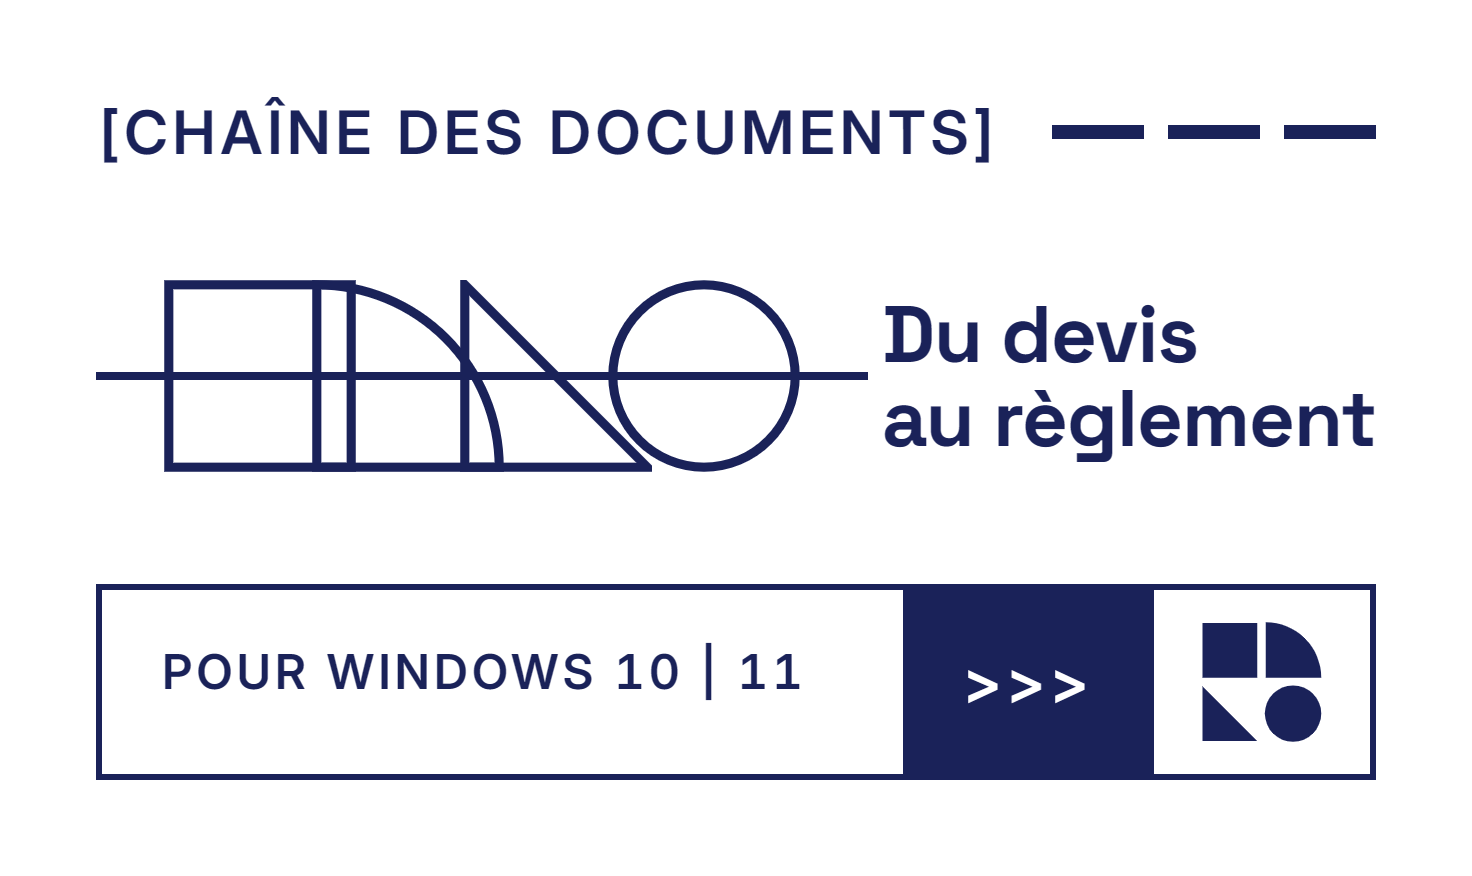 [CHAÎNE DES DOCUMENTS]
Du devis
au règlement
POUR WINDOWS 10 | 11
>>>